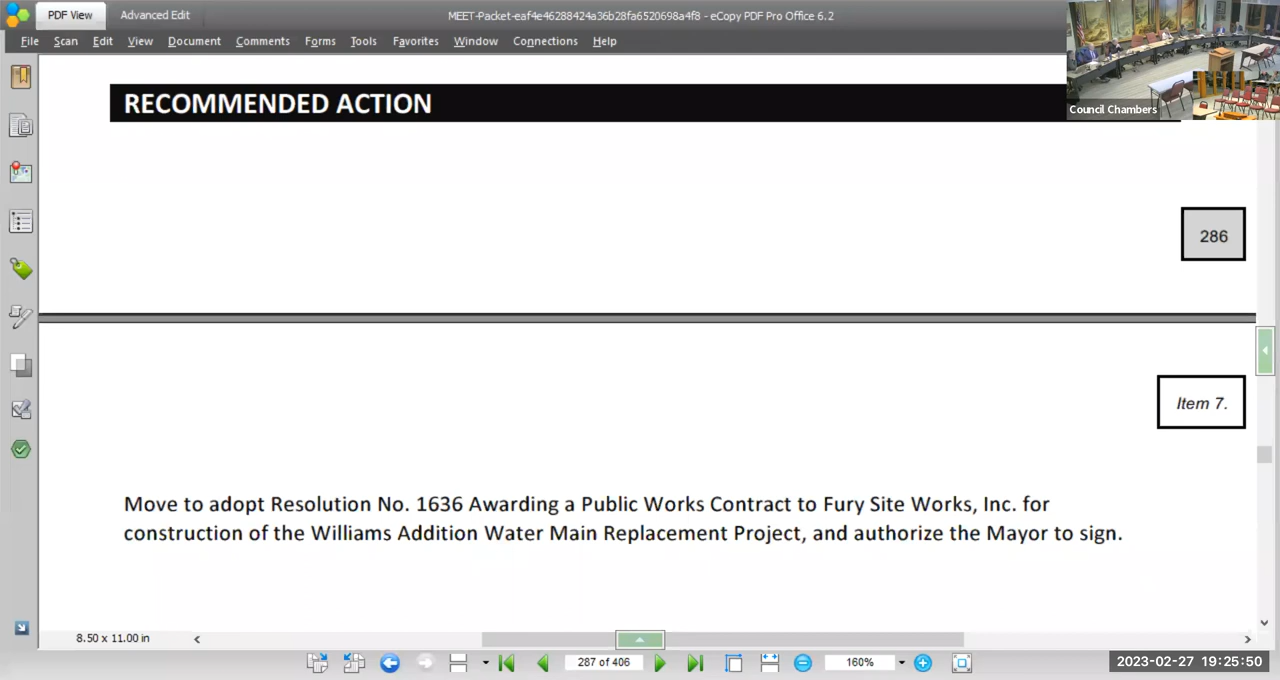 PDF View
Advanced Edit
MEET-Packet-eaf4e46288424a36b28fa6520698a4f8 - eCopy PDF Pro Office 6.2
File Scan Edit View Document Comments Forms Tools Favorites Window Connections Help
Council Chambers
RECOMMENDED ACTION
286
Item 7.
Move to adopt Resolution No. 1636 Awarding a Public Works Contract to Fury Site Works, Inc. for
construction of the Williams Addition Water Main Replacement Project, and authorize the Mayor to sign.
8.50 x 11.00 in
287 of 406
160%
2023-02-27 19:25:50